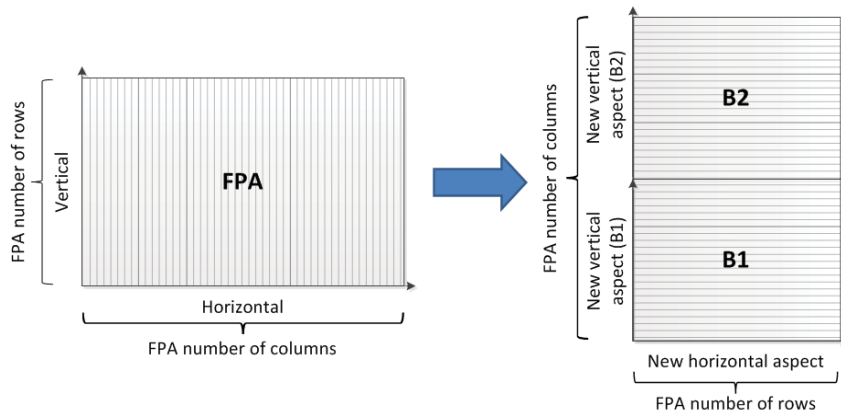 FPA number of rows
Vertical
FPA
Horizontal
FPA number of columns
FPA number of columns
New vertical
aspect (B2)
B2
New vertical
aspect (B1)
B1
New horizontal aspect
FPA number of rows